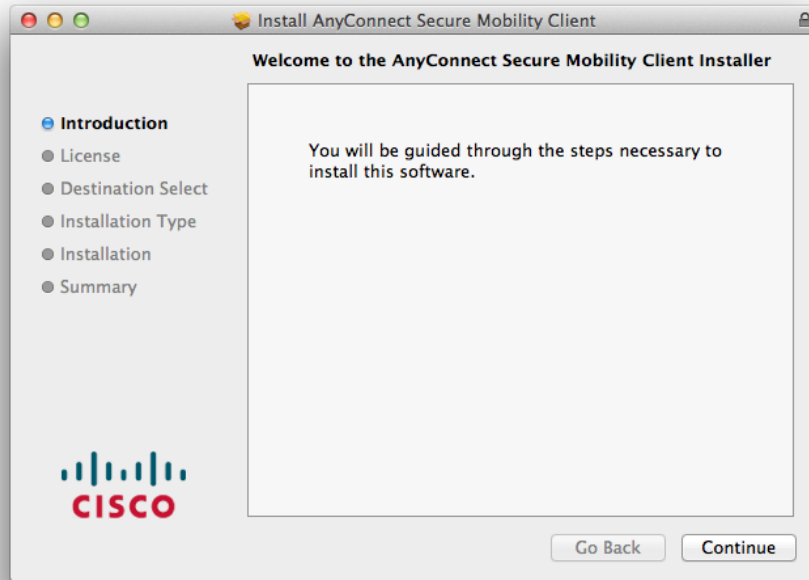 Install AnyConnect Secure Mobility Client
Welcome to the AnyConnect Secure Mobility Client Installer
Introduction
License
Destination Select
Installation Type
Installation
Summary
You will be guided through the steps necessary to
install this software.
CISCO
Go Back
Continue